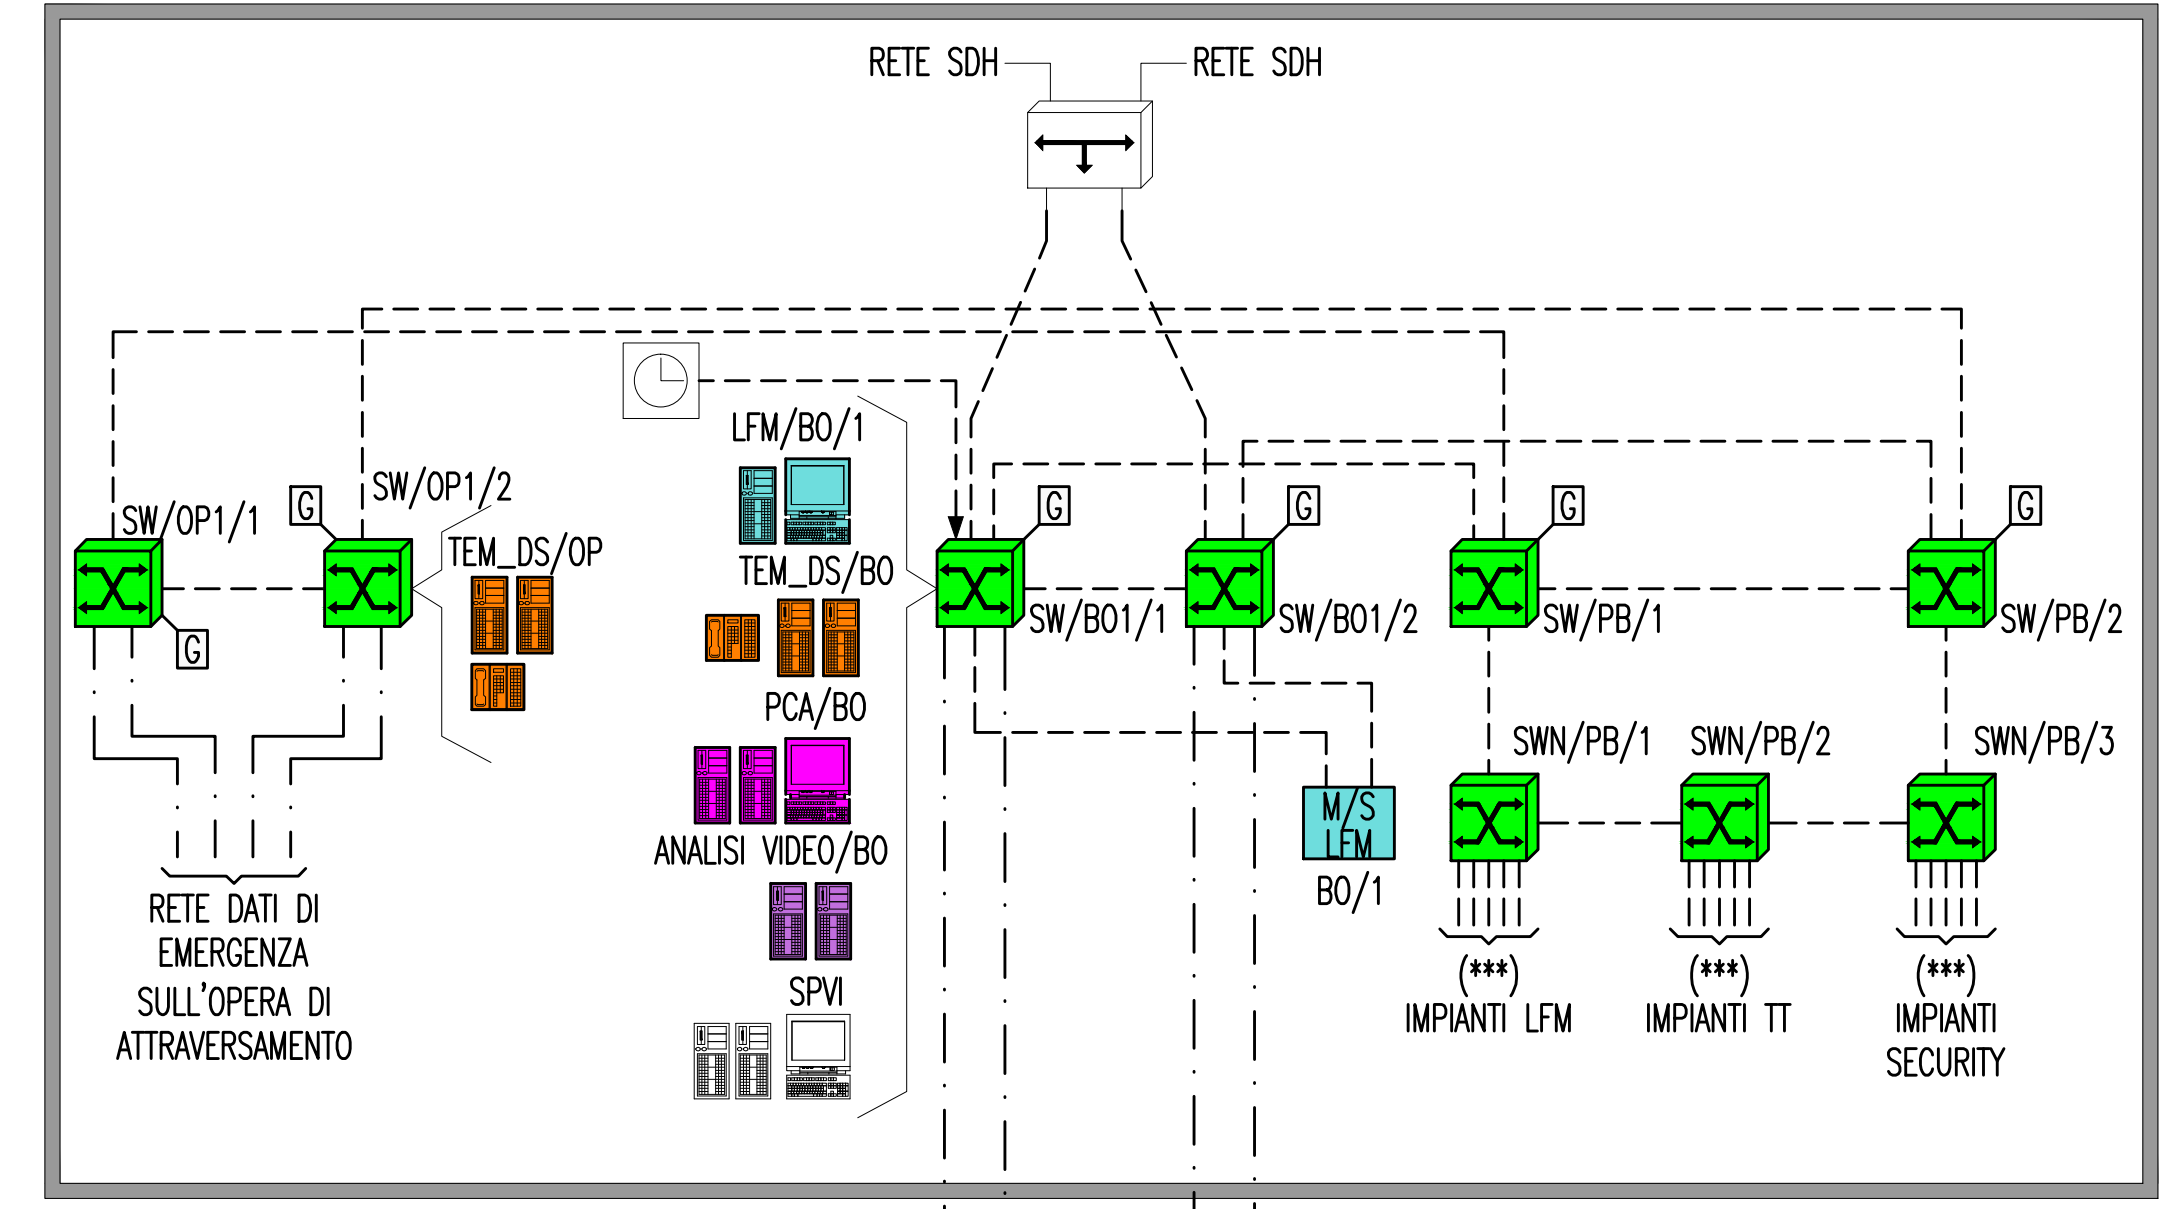 RETE SDH
RETE SDH
LFM/BO/1
SW/OP1/2
G
SW/OP1/1
G
G
G
G
TEM_DS/OP
TEM_DS/BO
SW/BO1/1
SW/BO1/2
SW/PB/1
SW/PB/2
G
PCA/BO
SWN/PB/1
SWN/PB/2
SWN/PB/3
M/S
LFM
ANALISI VIDEO/BO
BO/1
RETE DATI DI
EMERGENZA
SULL'OPERA DI
ATTRAVERSAMENTO
SPVI
(***)
IMPIANTI LFM
(***)
IMPIANTI TT
(***)
IMPIANTI
SECURITY